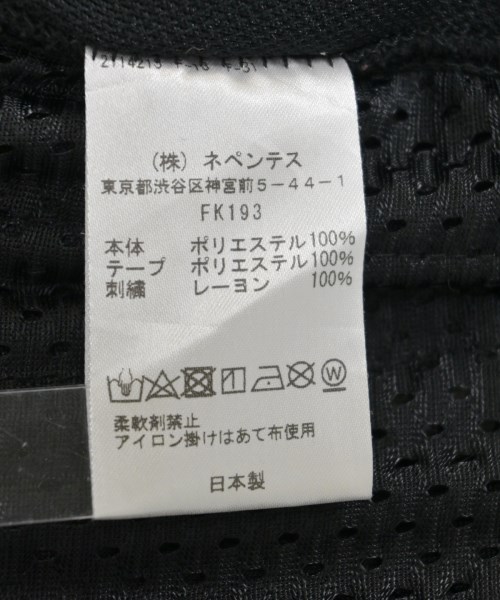 (株) ネペンテス
東京都渋谷区神宮前5-44-1
FK193
本体 ポリエステル100%
テープ ポリエステル100%
刺繍 レーヨン 100%
W
柔軟剤禁止
アイロン掛けはあて布使用
日本製